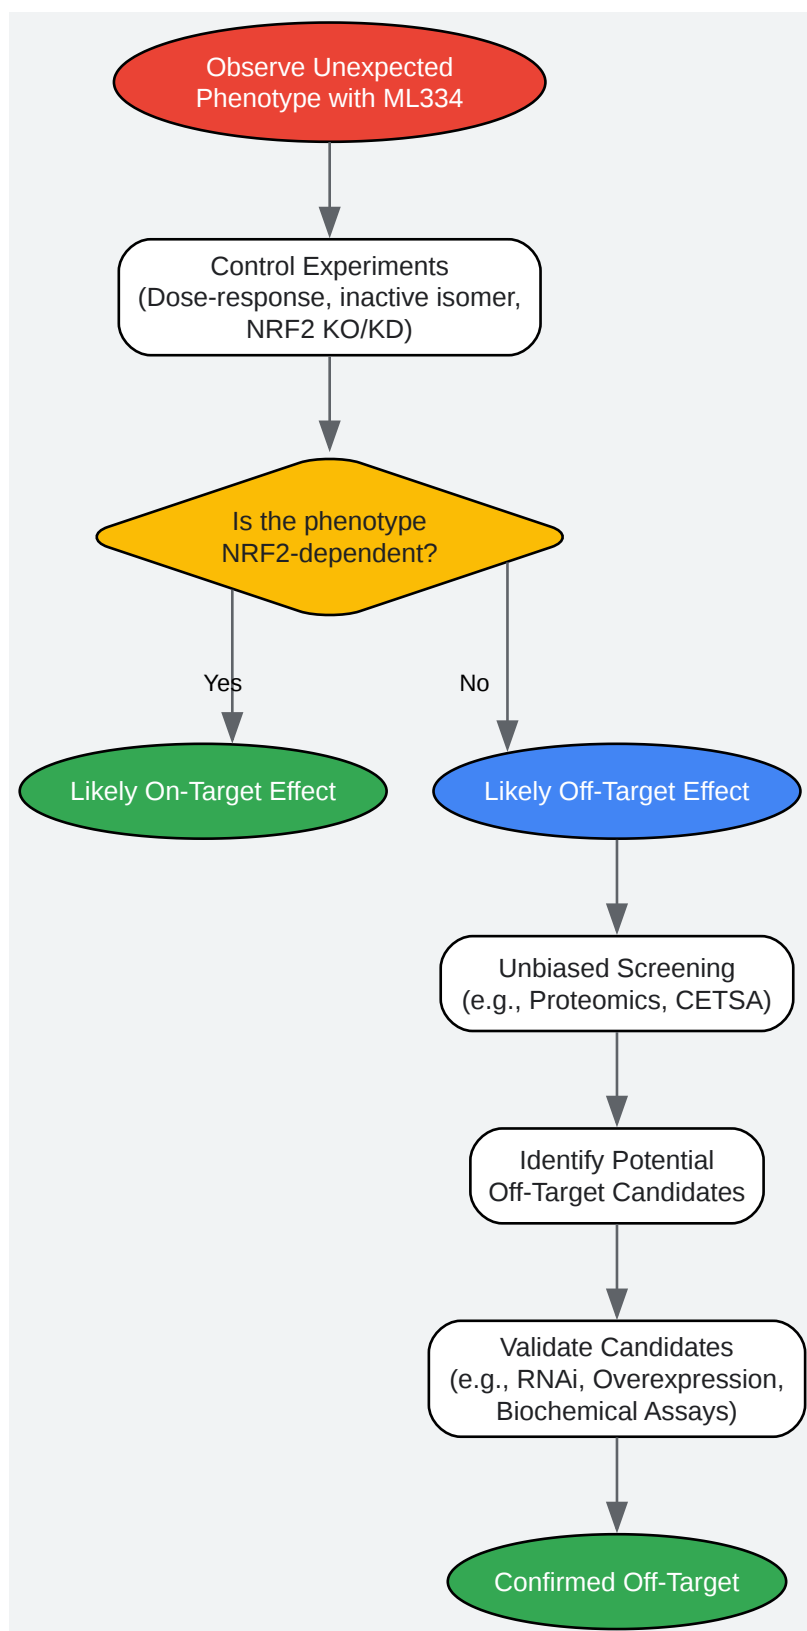 Observe Unexpected
Phenotype with ML334
Control Experiments
(Dose-response, inactive isomer,
NRF2 KO/KD)
Is the phenotype
NRF2-dependent?
Yes
No
Likely On-Target Effect
Likely Off-Target Effect
Unbiased Screening
(e.g., Proteomics, CETSA)
Identify Potential
Off-Target Candidates
Validate Candidates
(e.g., RNAi, Overexpression,
Biochemical Assays)
Confirmed Off-Target